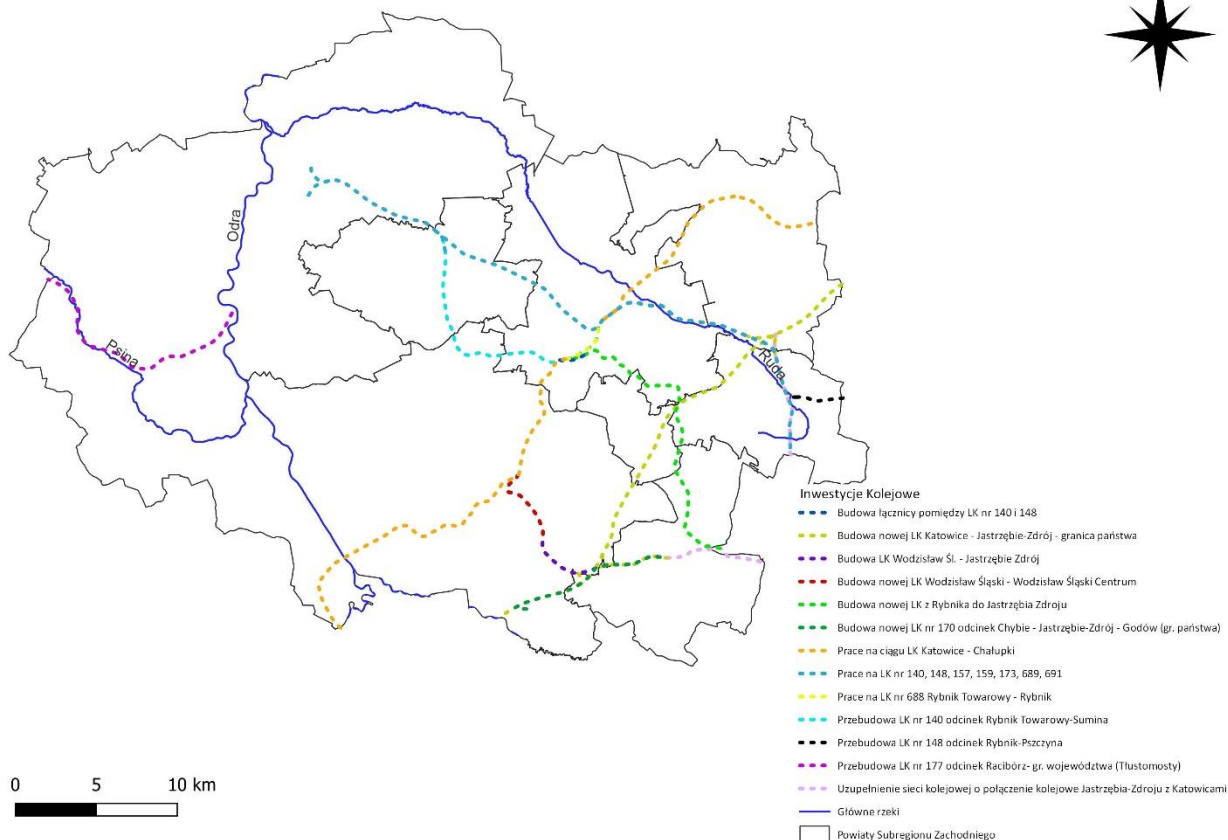 Odra
Psina
Ruda
Inwestycje Kolejowe
Budowa łącznicy pomiędzy LK nr 140 i 148
Budowa nowej LK Katowice - Jastrzębie-Zdrój - granica państwa
Budowa LK Wodzisław Śl. - Jastrzębie Zdrój
Budowa nowej LK Wodzisław Śląski - Wodzisław Śląski Centrum
Budowa nowej LK z Rybnika do Jastrzębia Zdroju
Budowa nowej LK nr 170 odcinek Chybie - Jastrzębie-Zdrój - Godów (gr. państwa)
Prace na ciągu LK Katowice - Chałupki
Prace na LK nr 140, 148, 157, 159, 173, 689, 691
Prace na LK nr 688 Rybnik Towarowy - Rybnik
Przebudowa LK nr 140 odcinek Rybnik Towarowy-Sumina
Przebudowa LK nr 148 odcinek Rybnik-Pszczyna
Przebudowa LK nr 177 odcinek Racibórz- gr. województwa (Tłustomosty)
Uzupełnienie sieci kolejowej o połączenie kolejowe Jastrzębia-Zdroju z Katowicami
Główne rzeki
Powiaty Subregionu Zachodniego
0 5 10 km